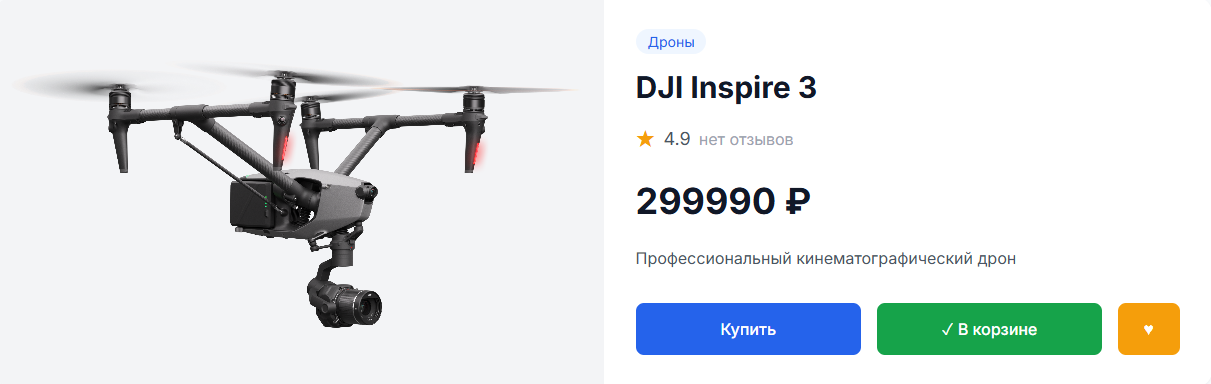 Дроны
DJI Inspire 3
★ 4.9 нет отзывов
299990 ₽
Профессиональный кинематографический дрон
Купить
✓ В корзине
♥